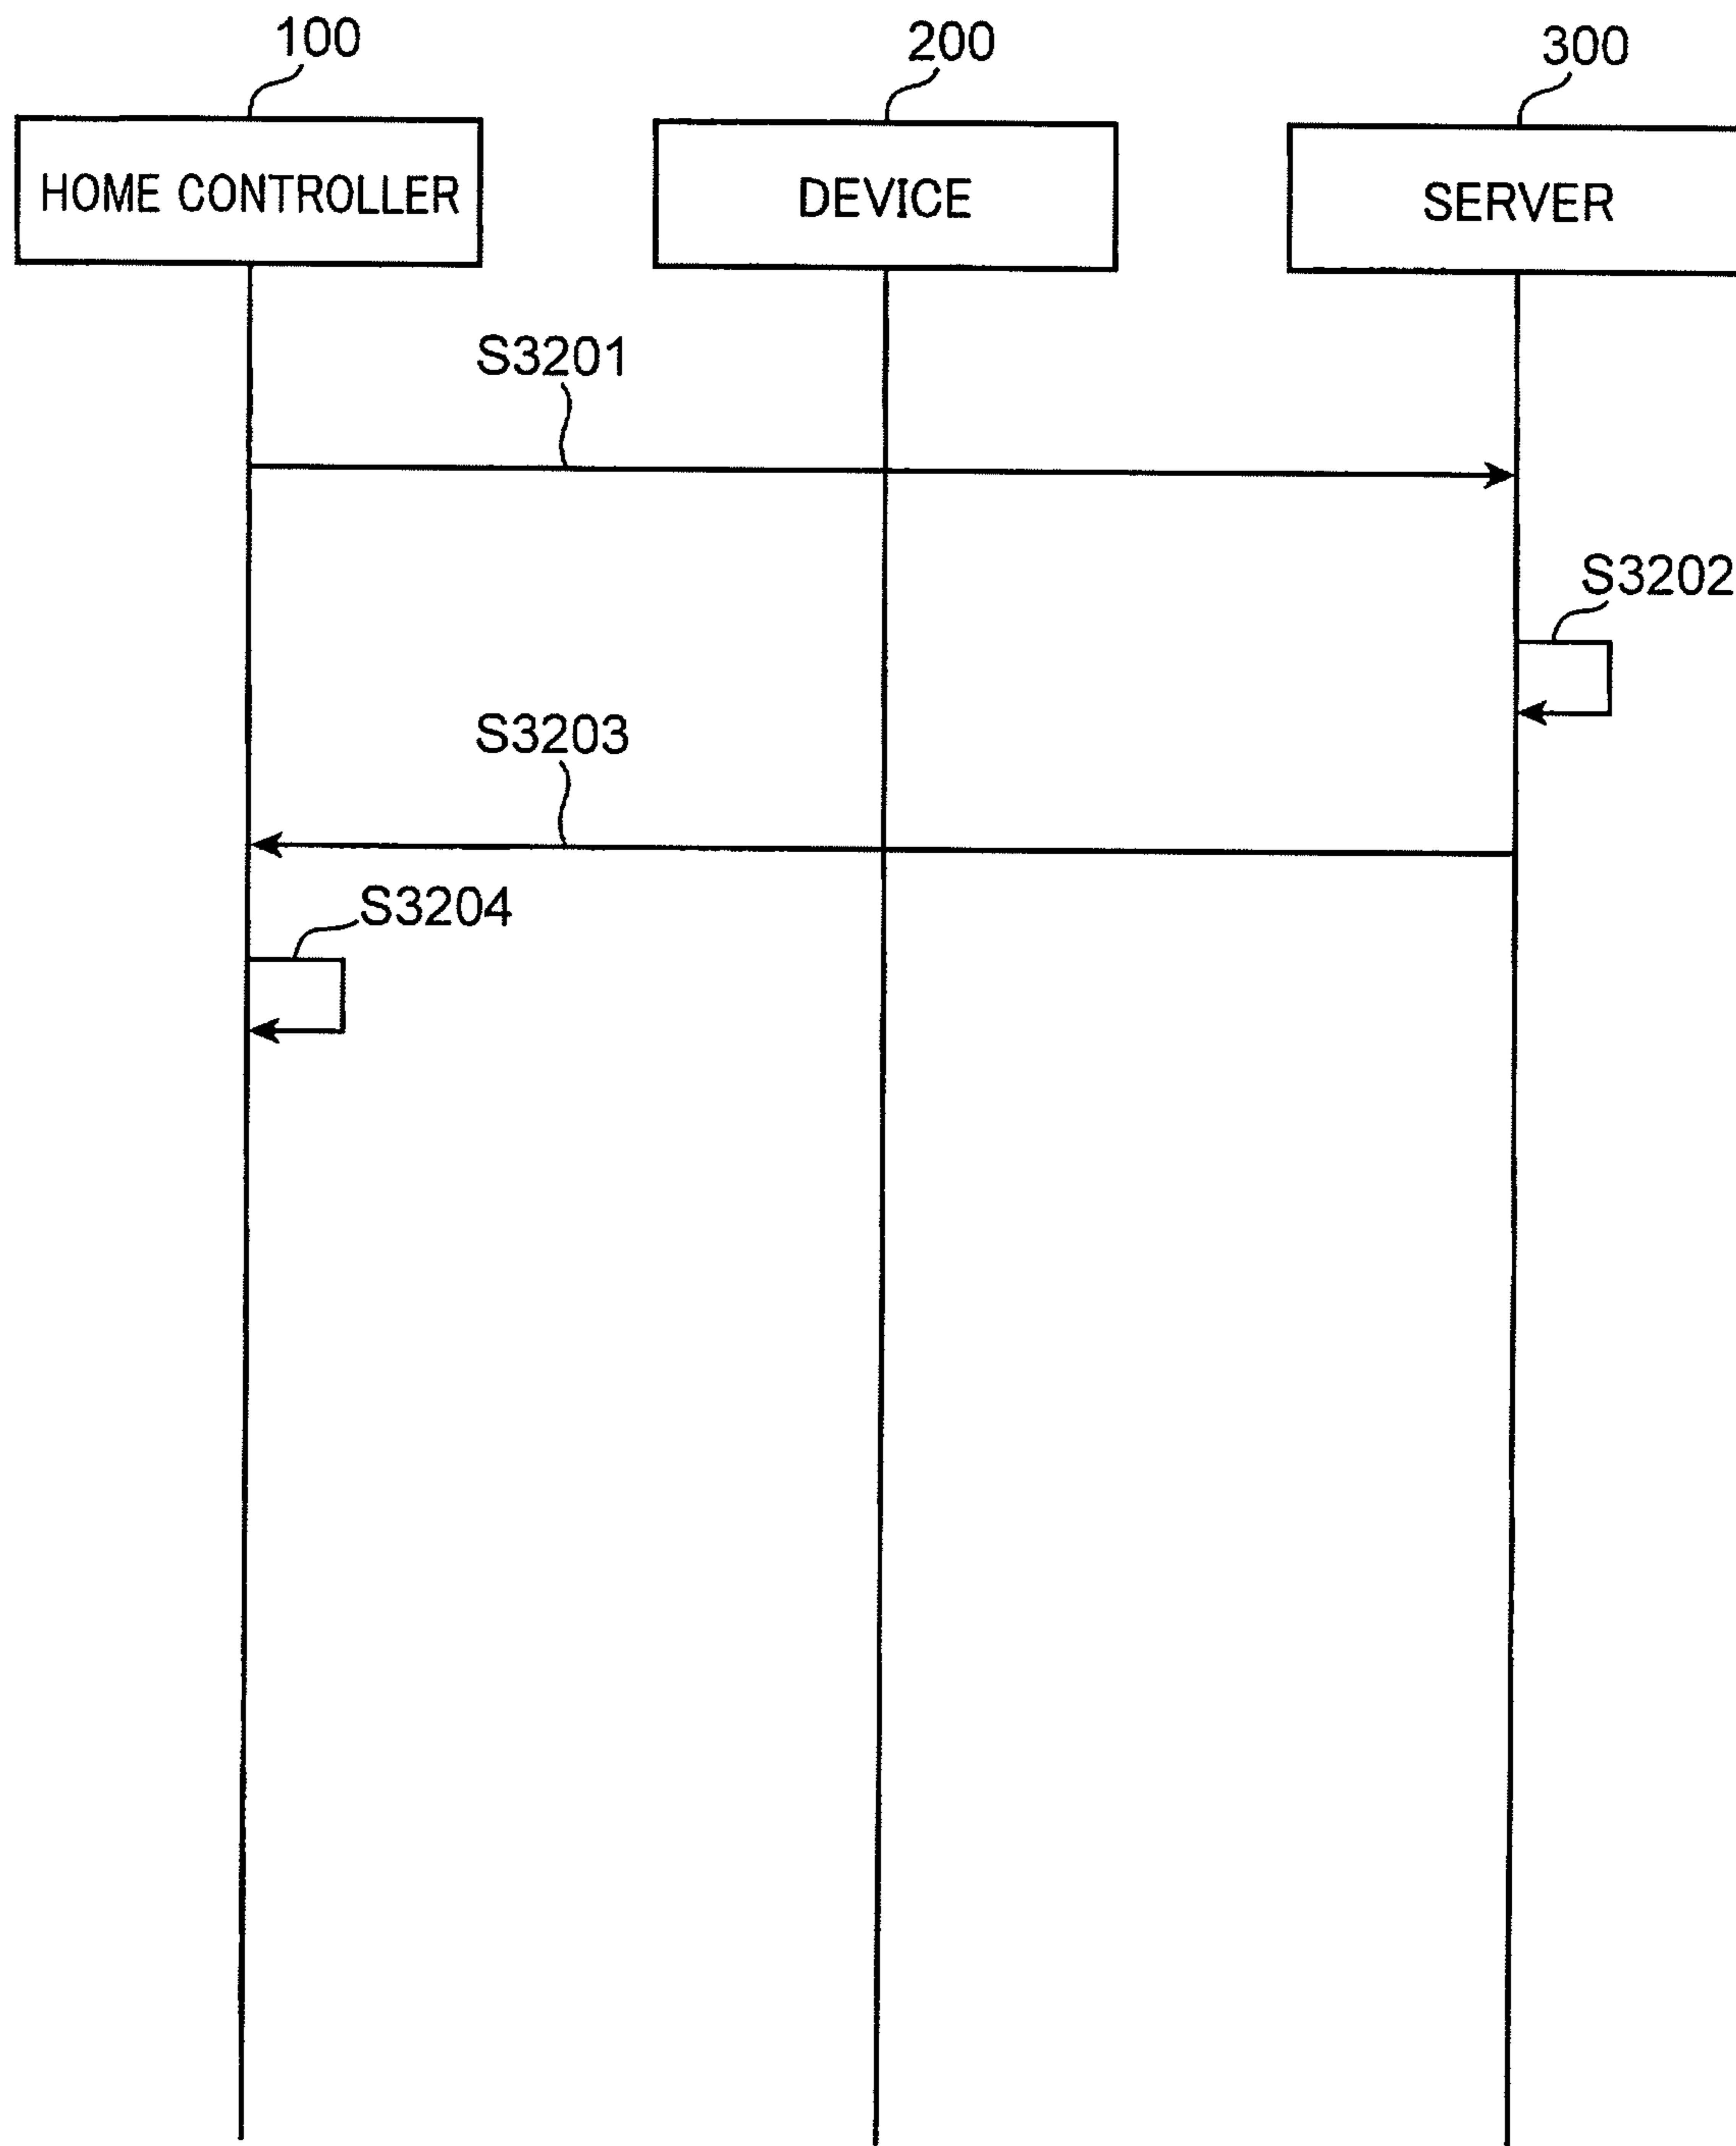 100
200
300
HOME CONTROLLER
DEVICE
SERVER
S3201
S3202
S3203
S3204